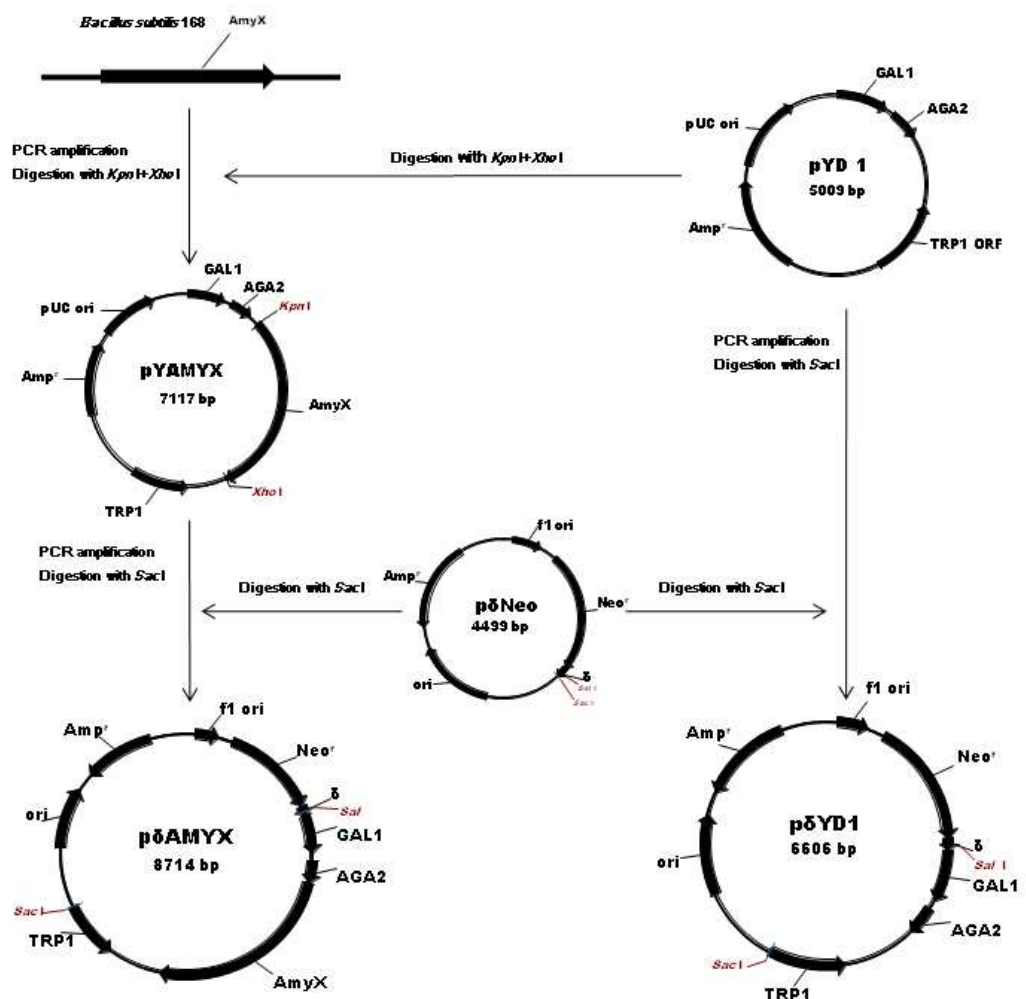 Bacillus subtilis 168
AmyX
PCR amplification
Digestion with KpnI+XhoI
Digestion with KpnI+XhoI
GAL1
AGA2
pUC ori
pYD 1
5009 bp
Ampʳ
TRP1 ORF
GAL1
AGA2
KpnI
pUC ori
pYAMYX
7117 bp
Ampʳ
AmyX
XhoI
TRP1
PCR amplification
Digestion with SacI
PCR amplification
Digestion with SacI
Digestion with SacI
f1 ori
Ampʳ
pδNeo
4499 bp
Neoʳ
ori
δ
Sal I
Sac I
Digestion with SacI
f1 ori
Ampʳ
Neoʳ
δ
SalI
ori
pδAMYX
8714 bp
GAL1
AGA2
SacI
TRP1
AmyX
f1 ori
Ampʳ
Neoʳ
pδYD1
6606 bp
δ
Sal I
ori
GAL1
AGA2
SacI
TRP1